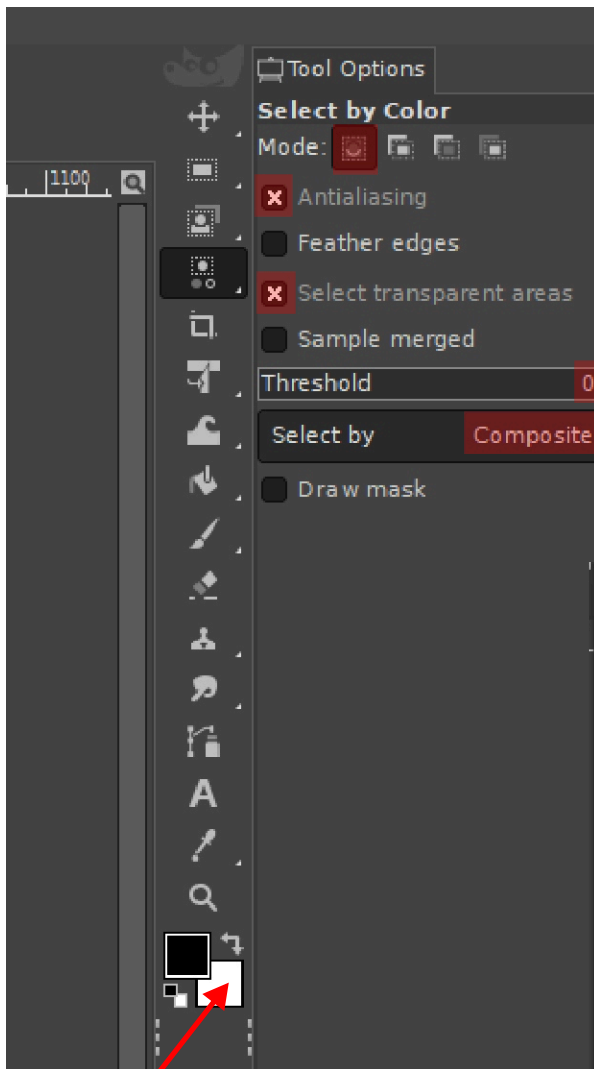 Tool Options
Select by Color
Mode:
1100
Antialiasing
Feather edges
Select transparent areas
Sample merged
Threshold 0
Select by Composite
Draw mask
A